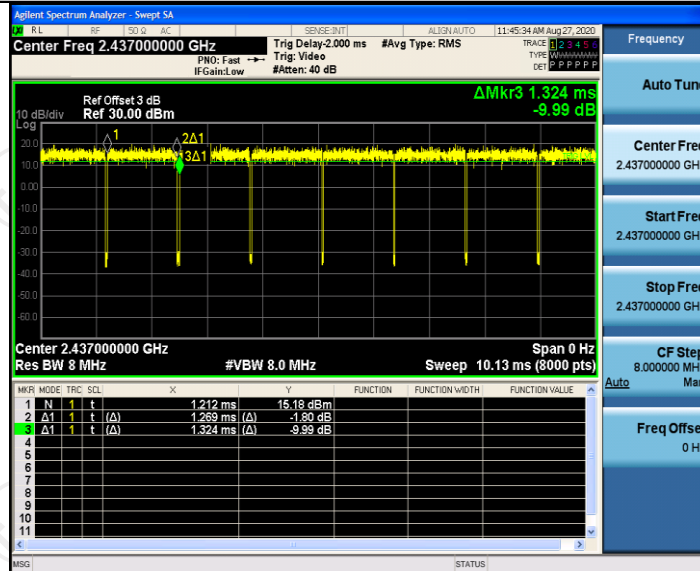 Agilent Spectrum Analyzer - Swept SA
RL RF 50 Ω AC SENSE:INT ALIGN AUTO 11:45:34 AM Aug 27, 2020
Center Freq 2.437000000 GHz
PNO: Fast
IFGain:Low
Trig Delay-2.000 ms
Trig: Video
#Atten: 40 dB
#Avg Type: RMS
TRACE 1 2 3 4 5 6
TYPE
DET P P P P P P
Ref Offset 3 dB
Ref 30.00 dBm
10 dB/div
Log
ΔMkr3 1.324 ms
-9.99 dB
20.0
10.0
0.00
-10.0
-20.0
-30.0
-40.0
-50.0
-60.0
1
2Δ1
3Δ1
Center 2.437000000 GHz Span 0 Hz
Res BW 8 MHz #VBW 8.0 MHz Sweep 10.13 ms (8000 pts)
MKR MODE TRC SCL X Y FUNCTION FUNCTION WIDTH FUNCTION VALUE
1 N 1 t 1.212 ms 15.18 dBm
2 Δ1 1 t (Δ) 1.269 ms (Δ) -1.80 dB
3 Δ1 1 t (Δ) 1.324 ms (Δ) -9.99 dB
4
5
6
7
8
9
10
11
MSG STATUS
Frequency
Auto Tun
Center Fre
2.437000000 GH
Start Fre
2.437000000 GH
Stop Fre
2.437000000 GH
CF Step
8.000000 MH
Auto Ma
Freq Offse
0 H